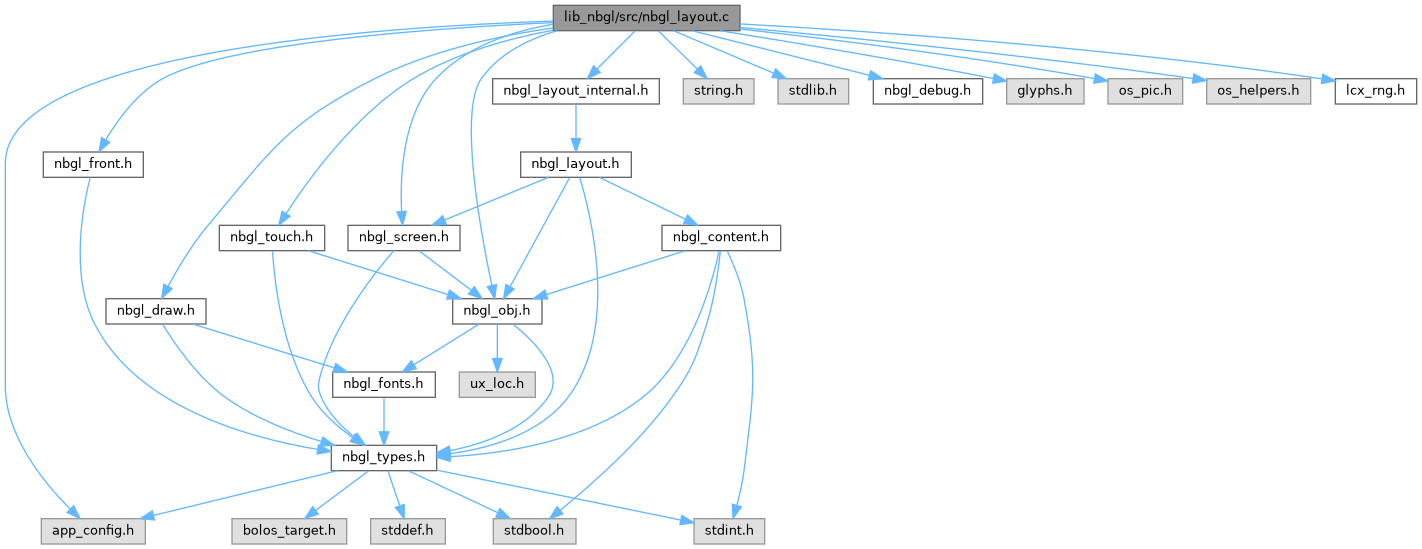 lib_nbgl/src/nbgl_layout.c
nbgl_layout_internal.h
string.h
stdlib.h
nbgl_debug.h
glyphs.h
os_pic.h
os_helpers.h
lcx_rng.h
nbgl_front.h
nbgl_layout.h
nbgl_touch.h
nbgl_screen.h
nbgl_content.h
nbgl_draw.h
nbgl_obj.h
nbgl_fonts.h
ux_loc.h
nbgl_types.h
app_config.h
bolos_target.h
stddef.h
stdbool.h
stdint.h